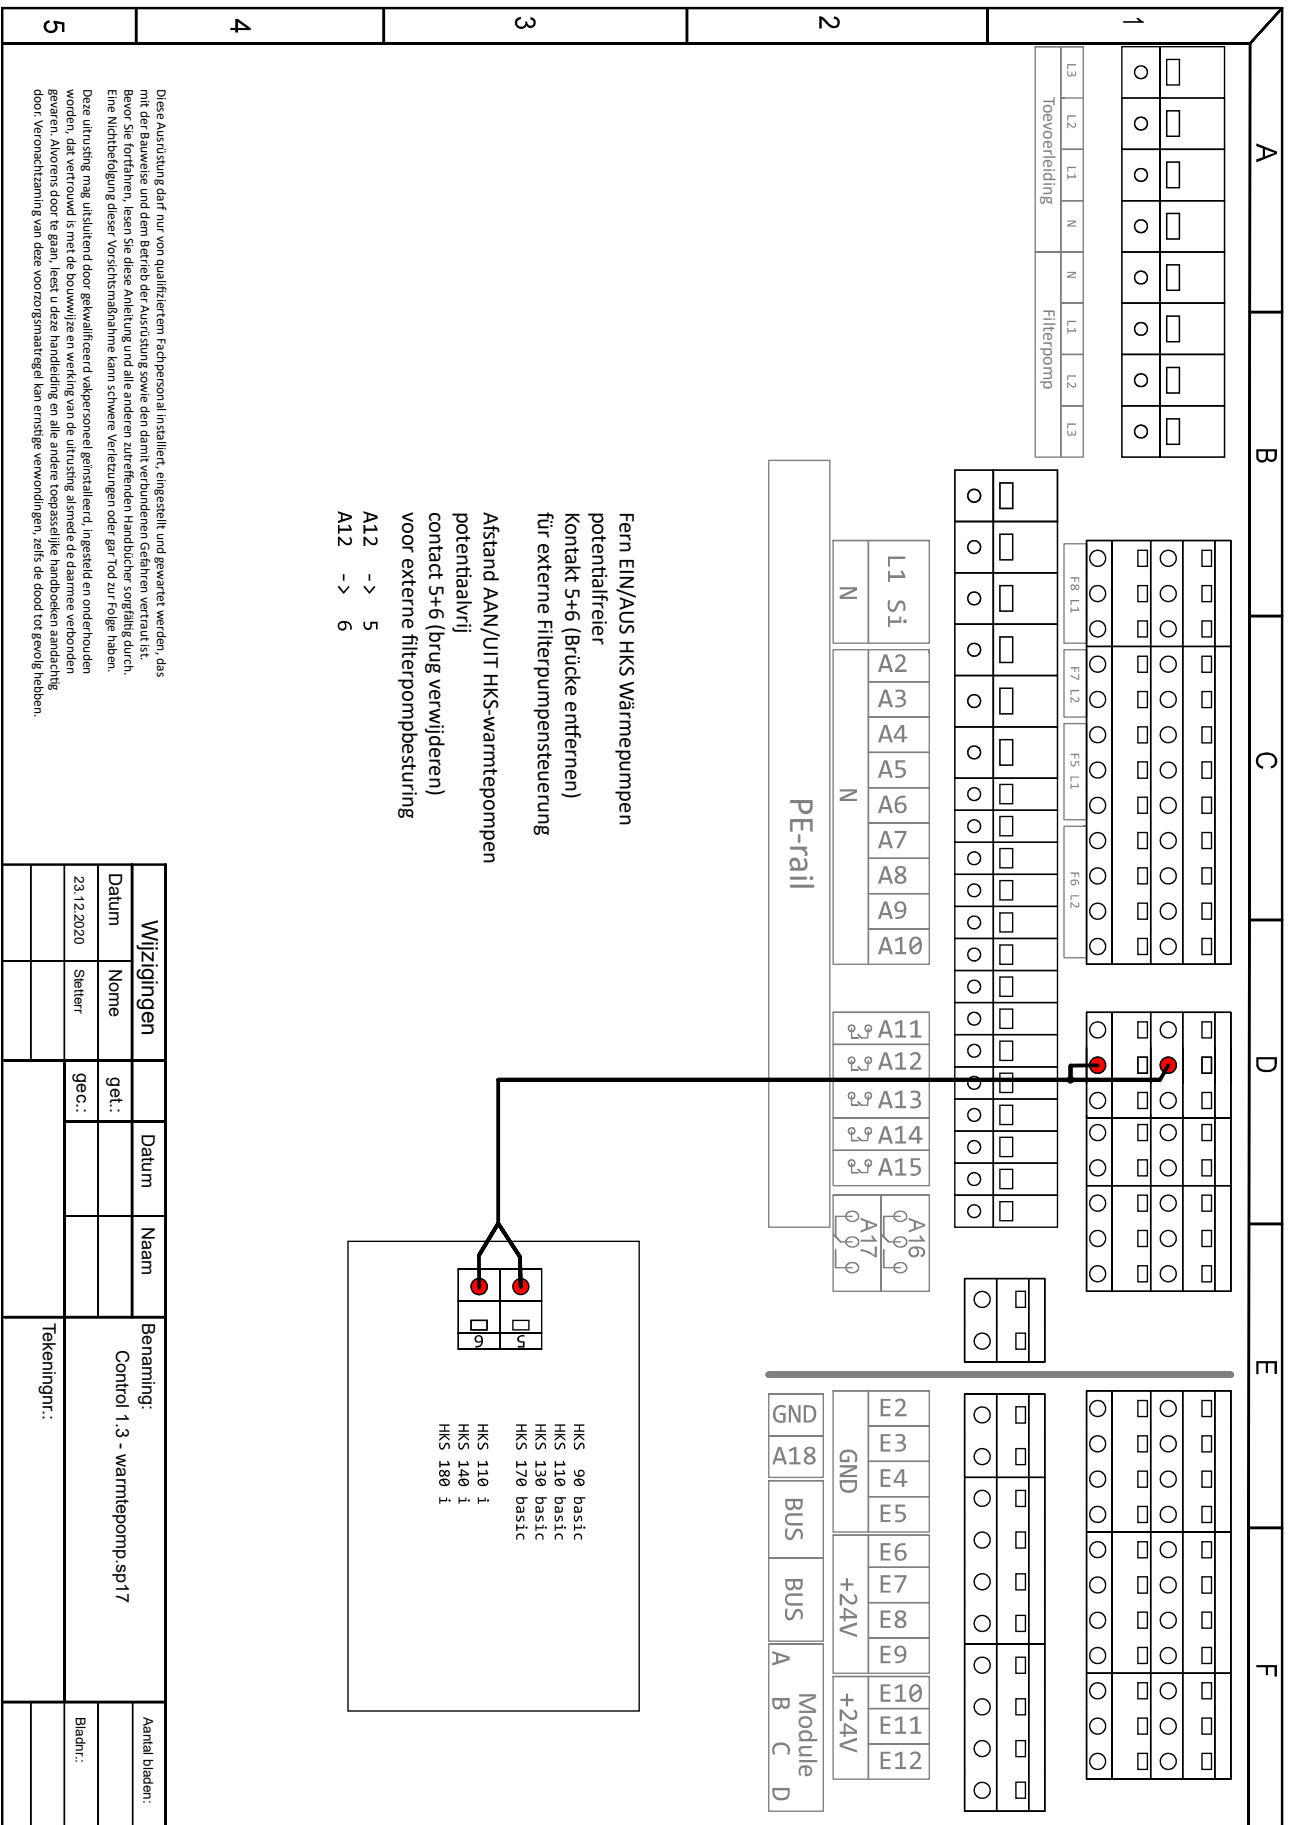 A
B
C
D
E
F
1
2
3
4
5
L3
L2
L1
N
N
L1
L2
L3
Toevoerleiding
Filterpomp
F8 L1
F7 L2
F5 L1
F6 L2
L1 Si
N
A2
A3
A4
A5
A6
A7
A8
A9
A10
N
PE-rail
A11
A12
A13
A14
A15
A16
A17
E2
E3
E4
E5
E6
E7
E8
E9
E10
E11
E12
GND
+24V
+24V
GND
A18
BUS
BUS
Module
A B C D
Fern EIN/AUS HKS Wärmepumpen
potentialfreier
Kontakt 5+6 (Brücke entfernen)
für externe Filterpumpensteuerung
Afstand AAN/UIT HKS-warmtepompen
potentiaalvrij
contact 5+6 (brug verwijderen)
voor externe filterpompbesturing
A12 -> 5
A12 -> 6
5
6
HKS 90 basic
HKS 110 basic
HKS 130 basic
HKS 170 basic
HKS 110 i
HKS 140 i
HKS 180 i
Diese Ausrüstung darf nur von qualifiziertem Fachpersonal installiert, eingestellt und gewartet werden, das
mit der Bauweise und dem Betrieb der Ausrüstung sowie den damit verbundenen Gefahren vertraut ist.
Bevor Sie fortfahren, lesen Sie diese Anleitung und alle anderen zutreffenden Handbücher sorgfältig durch.
Eine Nichtbefolgung dieser Vorsichtsmaßnahme kann schwere Verletzungen oder gar Tod zur Folge haben.
Deze uitrusting mag uitsluitend door gekwalificeerd vakpersoneel geïnstalleerd, ingesteld en onderhouden
worden, dat vertrouwd is met de bouwwijze en werking van de uitrusting alsmede de daarmee verbonden
gevaren. Alvorens door te gaan, leest u deze handleiding en alle andere toepasselijke handboeken aandachtig
door. Veronachtzaming van deze voorzorgsmaatregel kan ernstige verwondingen, zelfs de dood tot gevolg hebben.
Wijzigingen
Datum
Nome
23.12.2020
Stetterr
Datum
Naam
get.:
gec.:
Benaming:
Control 1.3 - warmtepomp.sp17
Tekeningnr.:
Aantal bladen:
Bladnr.: